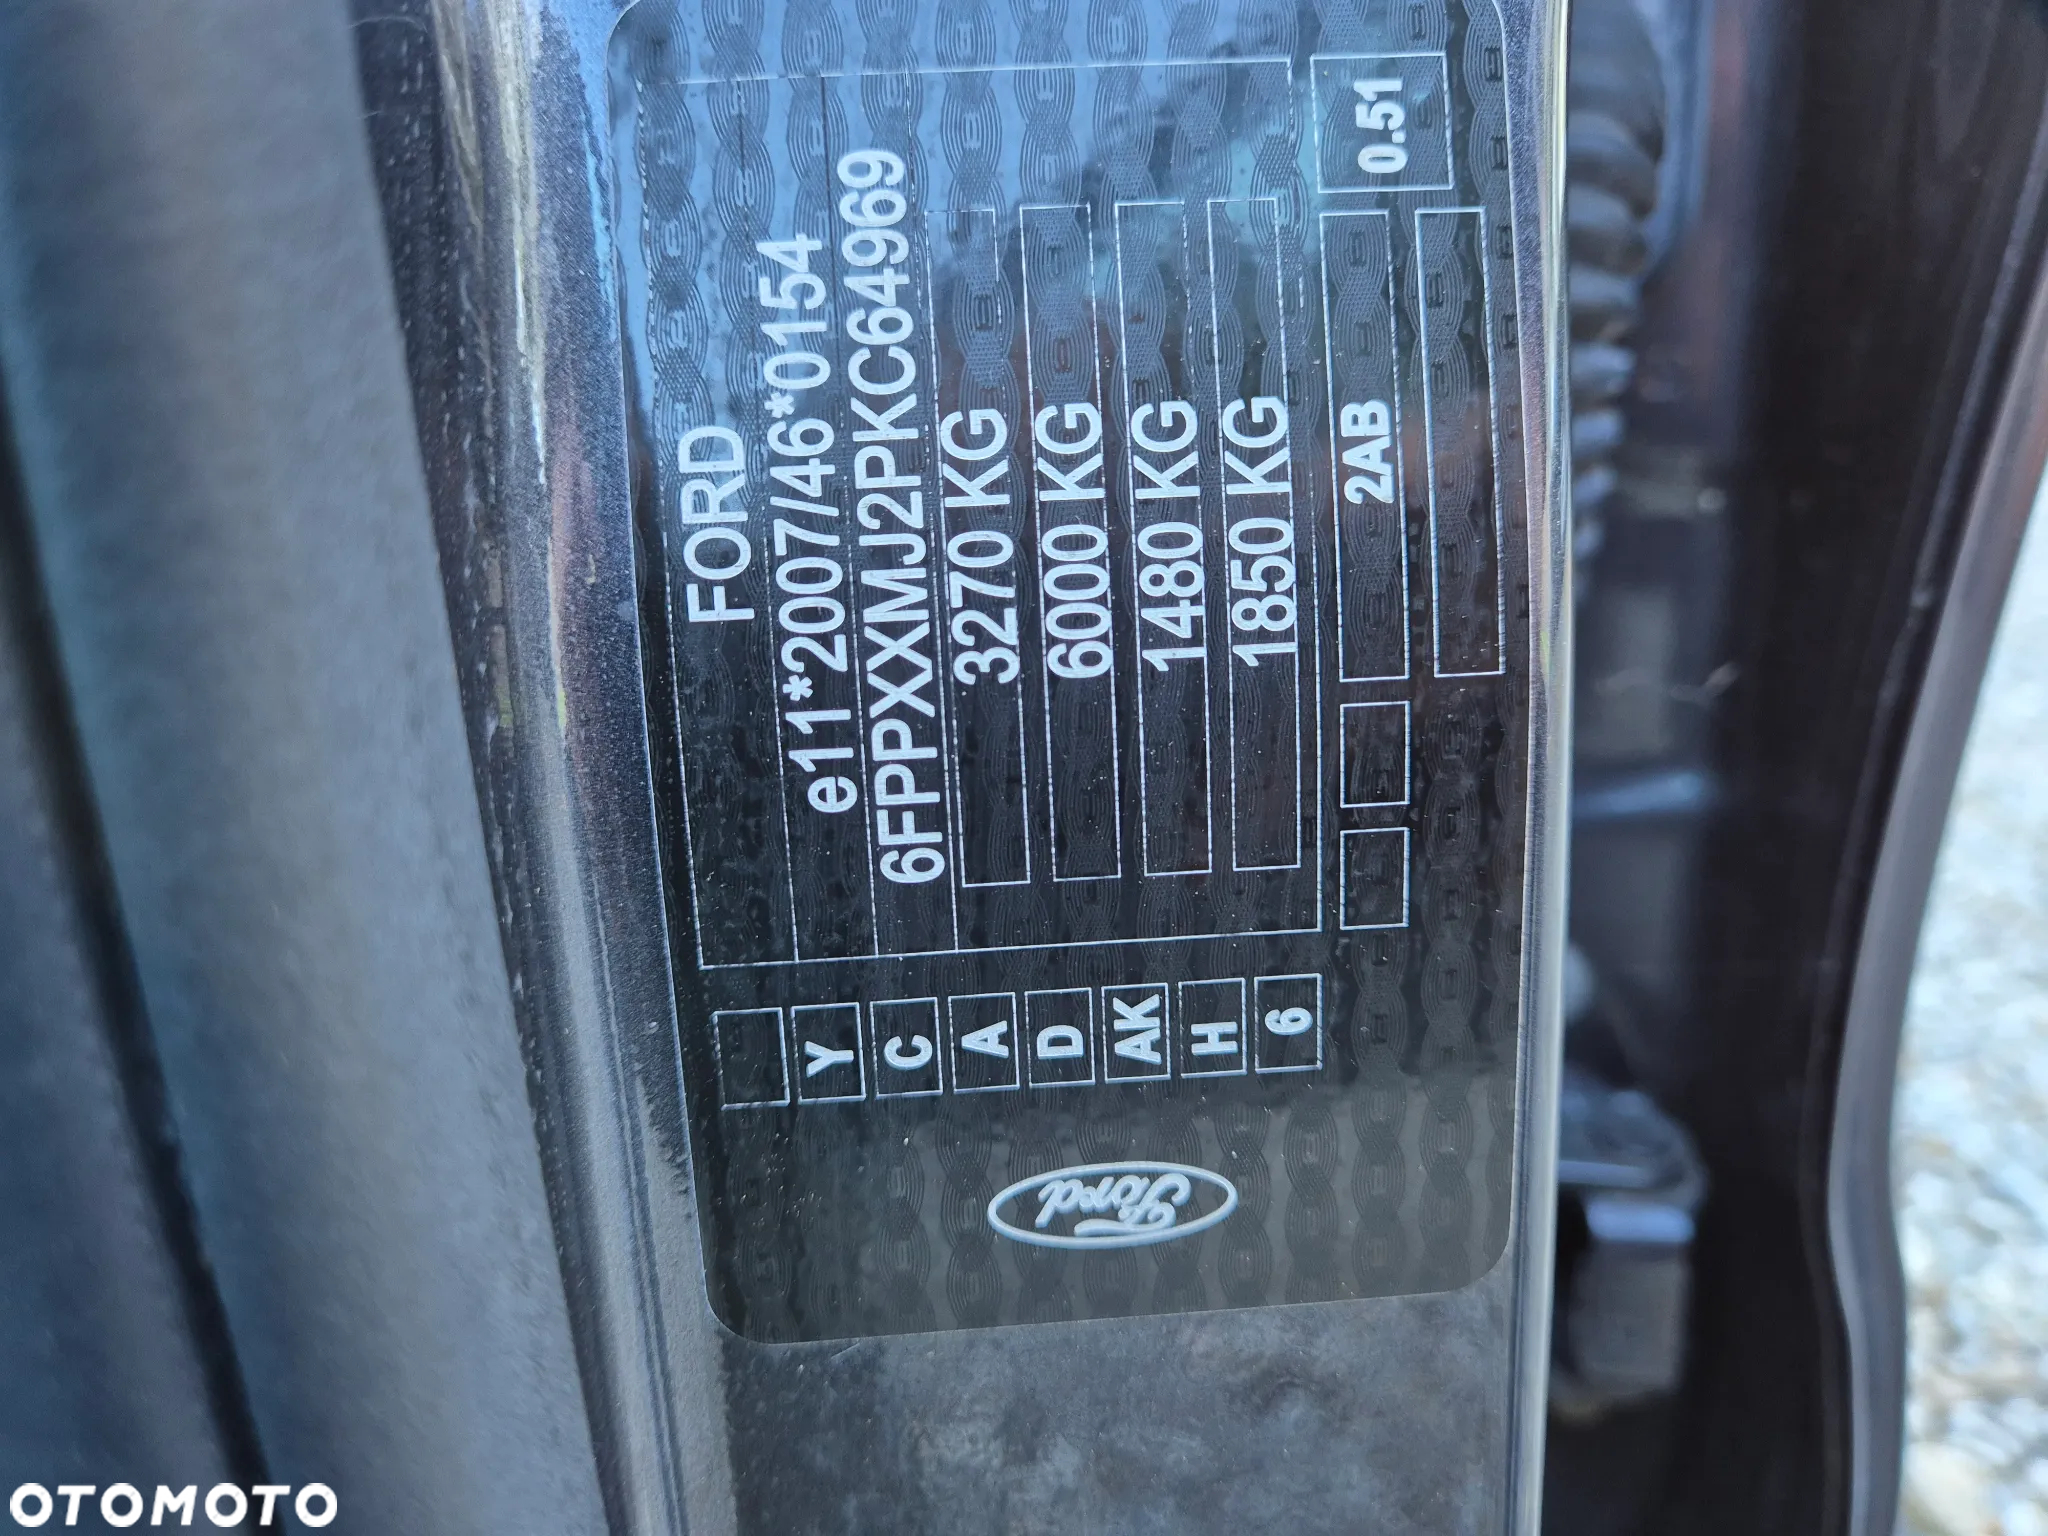 FORD
e11*2007/46*0154
6FPPXXMJ2PKC64969
3270 KG
6000 KG
1480 KG
1850 KG
2AB
0.51
Y
C
A
D
AK
H
6
Ford
OTOMOTO